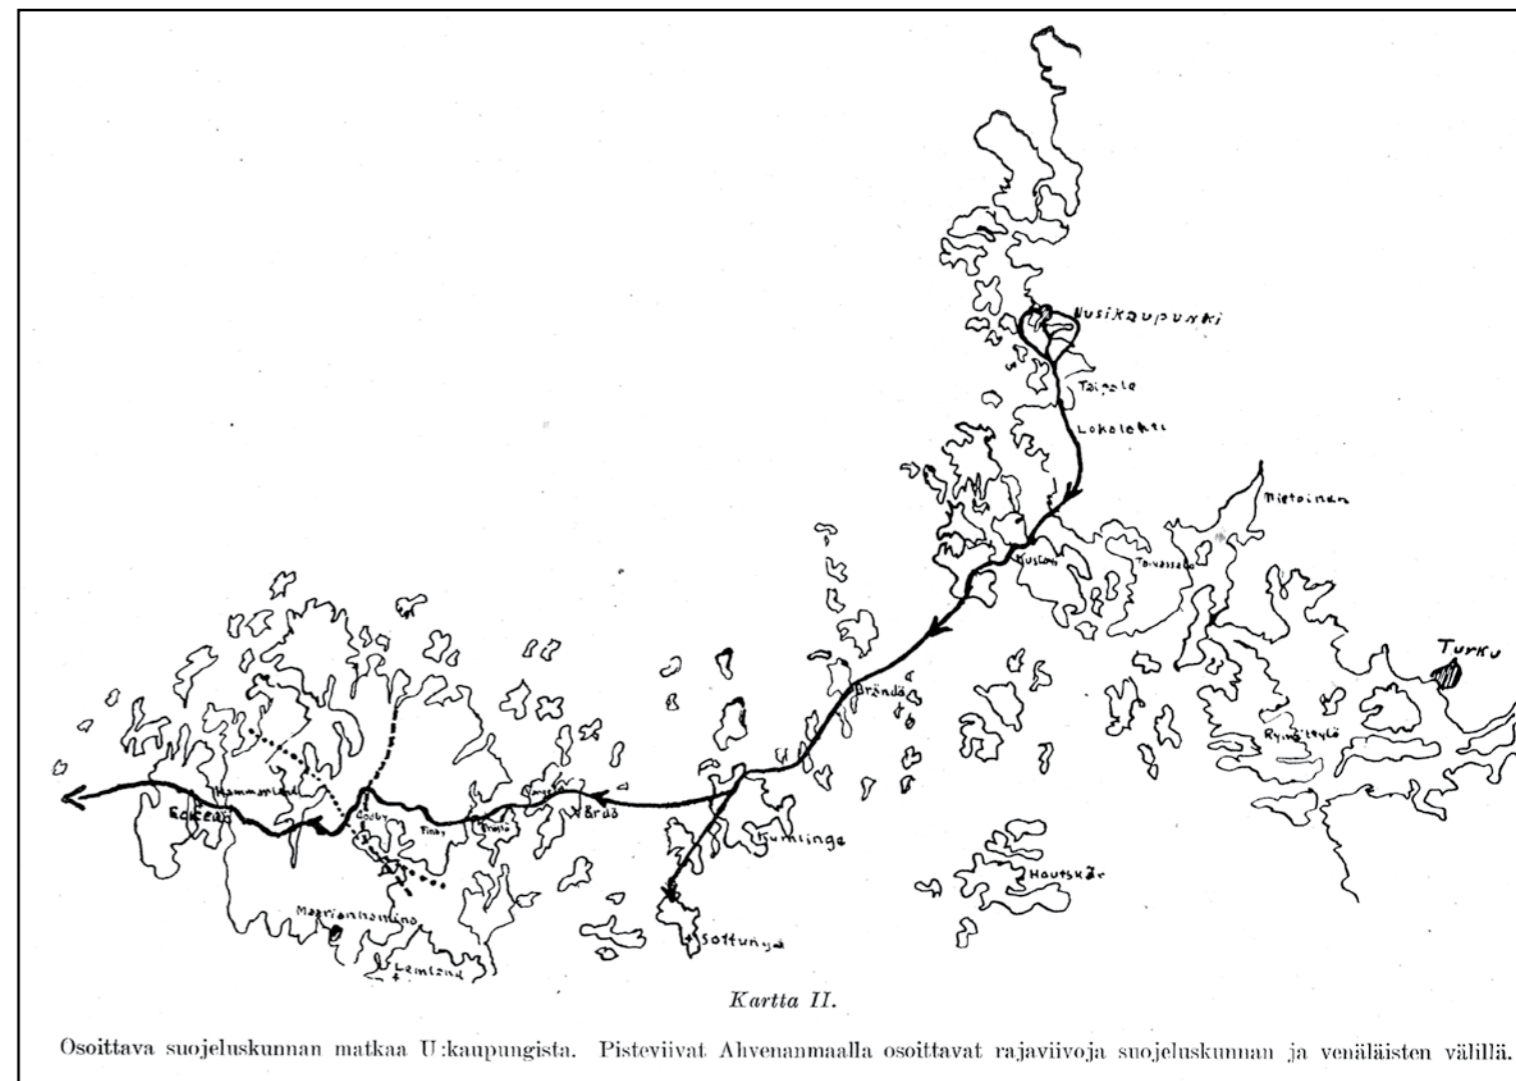 Uusikaupunki
Taipale
Lokalahti
Mietoinen
Kustavi
Taivassalo
Turku
Brändö
Rymättylä
Hammarland
Eckerö
Godby
Finby
Vårdö
Kumlinge
Houtskär
Maarianhamina
Sottunga
Lemland
Kartta II.
Osoittava suojeluskunnan matkaa U:kaupungista. Pisteviivat Ahvenanmaalla osoittavat rajaviivoja suojeluskunnan ja venäläisten välillä.